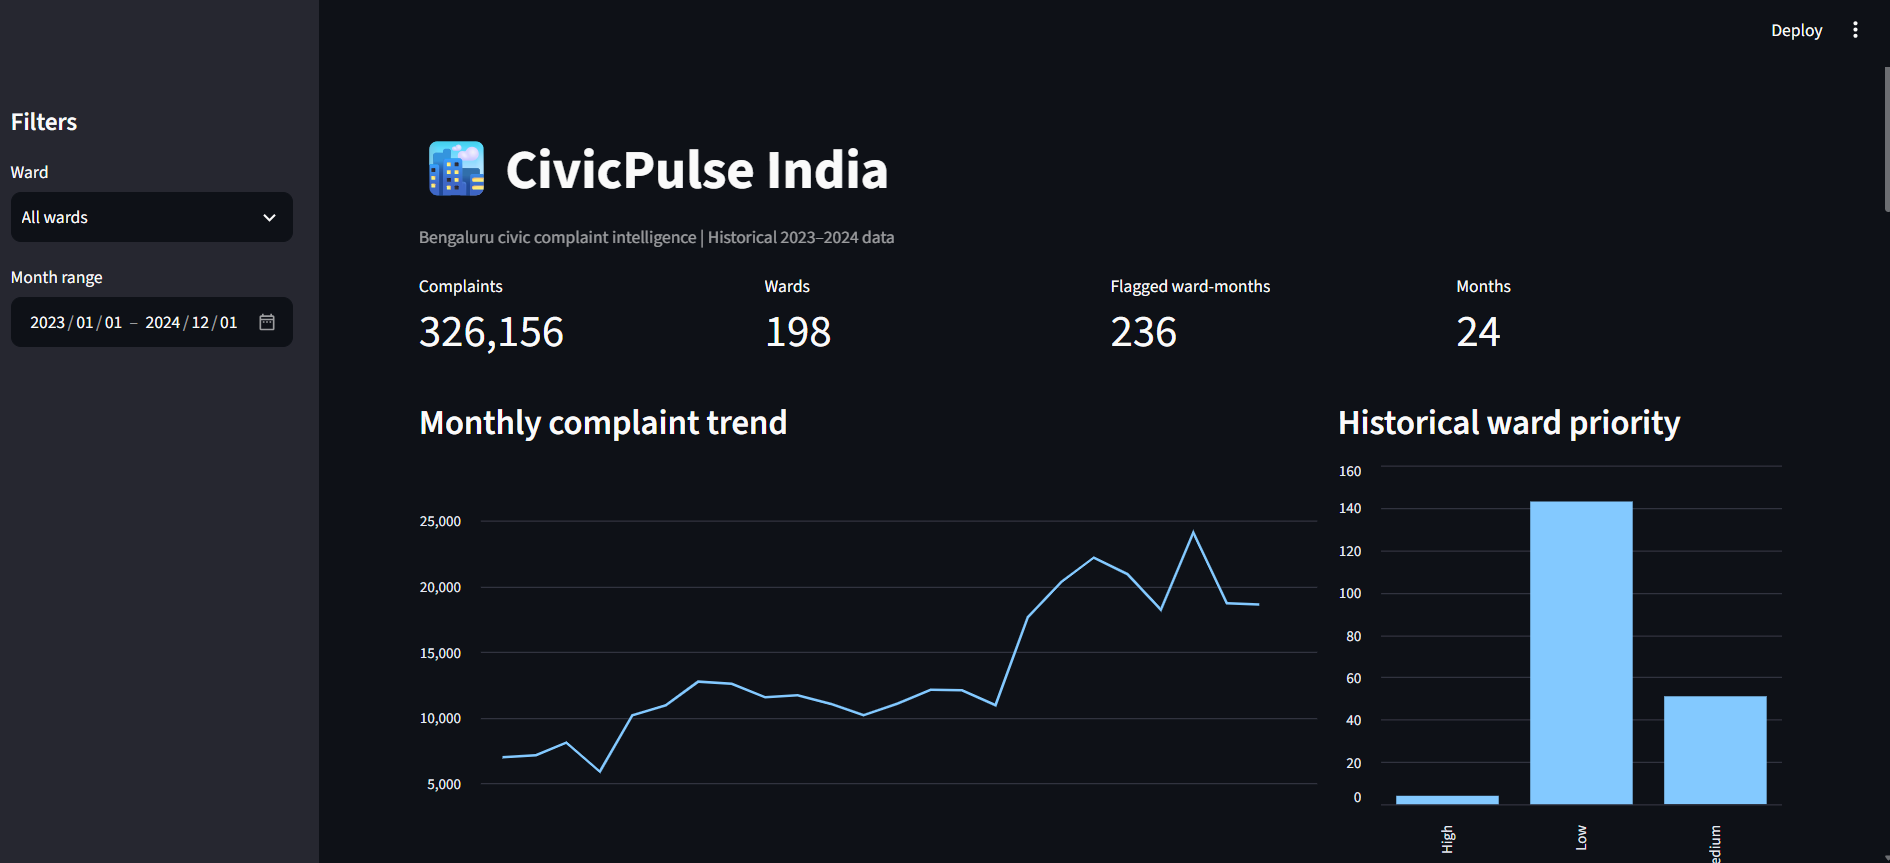 Deploy
Filters
Ward
All wards
Month range
2023/01/01 – 2024/12/01
CivicPulse India
Bengaluru civic complaint intelligence | Historical 2023–2024 data
Complaints
326,156
Wards
198
Flagged ward-months
236
Months
24
Monthly complaint trend
25,000
20,000
15,000
10,000
5,000
Historical ward priority
160
140
120
100
80
60
40
20
0
High
Low
edium